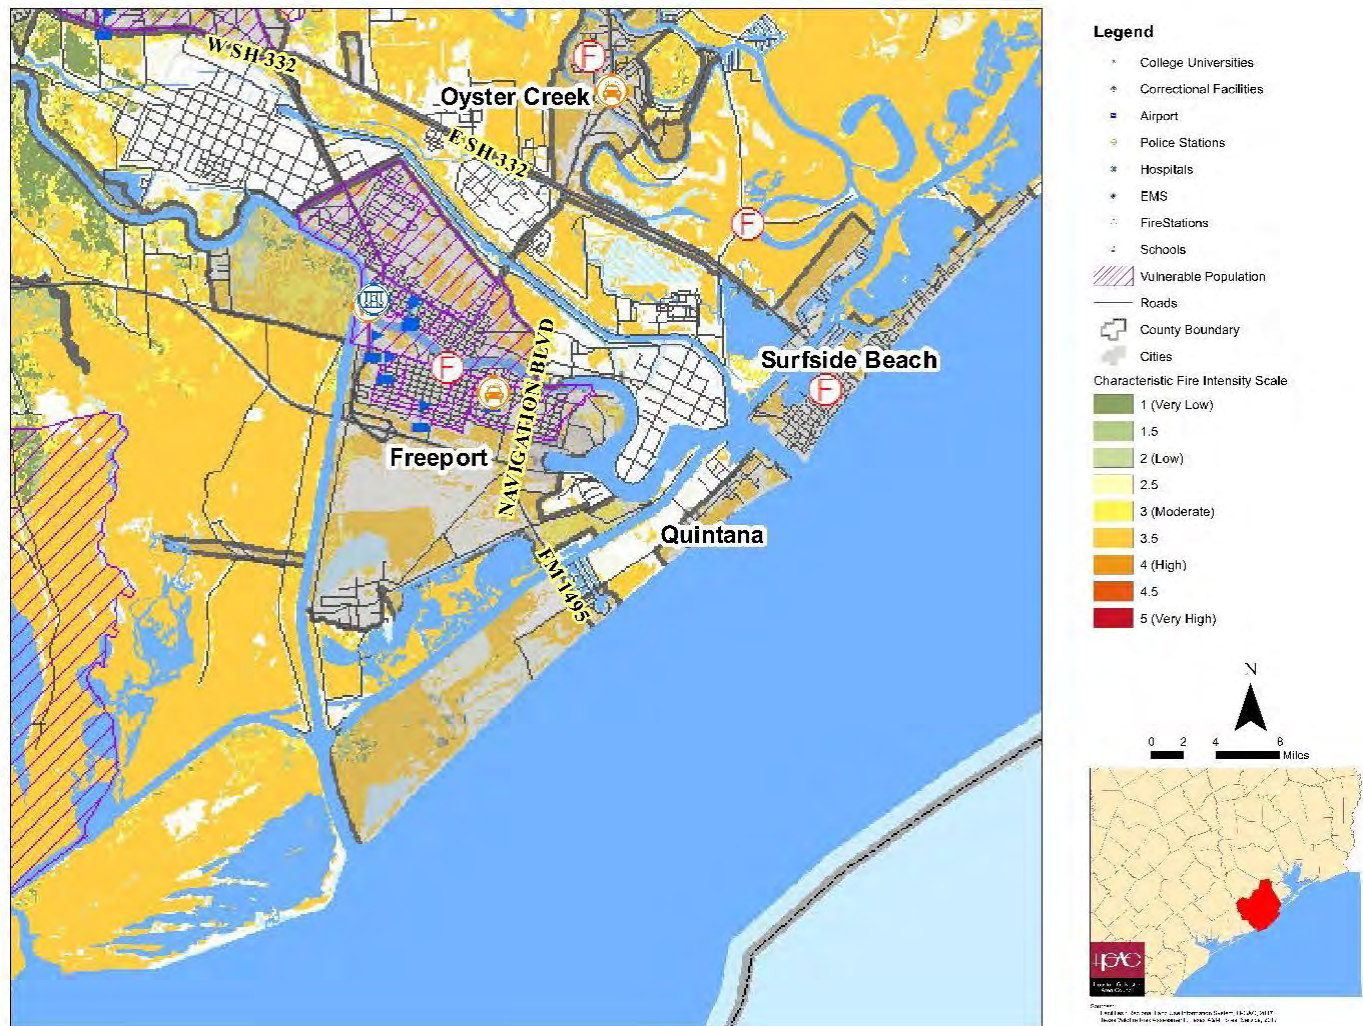 W SH 332
Oyster Creek
E SH 332
Surfside Beach
NAVIGATION BLVD
Freeport
Quintana
FM 1495
F
F
F
F
H
Legend
College Universities
Correctional Facilities
Airport
Police Stations
Hospitals
EMS
FireStations
Schools
Vulnerable Population
Roads
County Boundary
Cities
Characteristic Fire Intensity Scale
1 (Very Low)
1.5
2 (Low)
2.5
3 (Moderate)
3.5
4 (High)
4.5
5 (Very High)
N
0 2 4 8
Miles